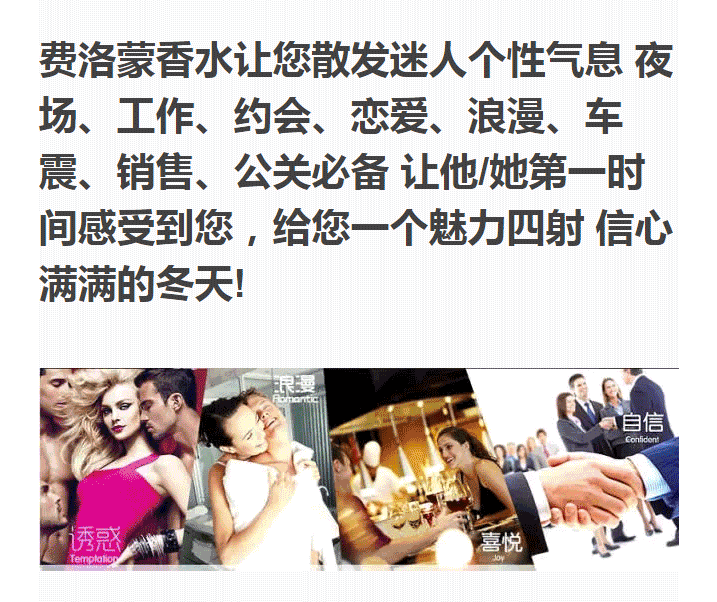 费洛蒙香水让您散发迷人个性气息 夜
场、工作、约会、恋爱、浪漫、车
震、销售、公关必备 让他/她第一时
间感受到您，给您一个魅力四射 信心
满满的冬天!
浪漫
Romantic
自信
Confident
诱惑
Temptation
喜悦
Joy